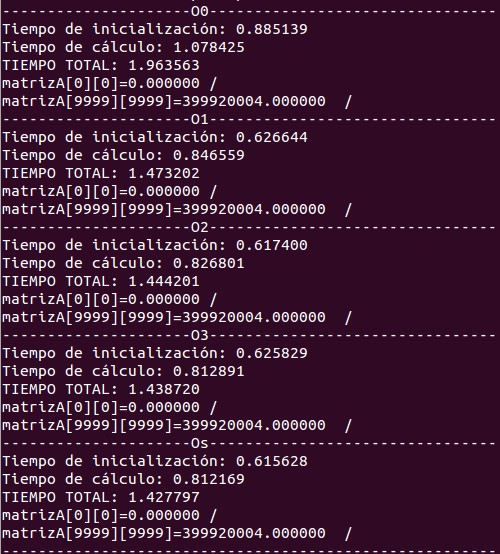 ---------------------O0--------------------------------
Tiempo de inicialización: 0.885139
Tiempo de cálculo: 1.078425
TIEMPO TOTAL: 1.963563
matrizA[0][0]=0.000000 /
matrizA[9999][9999]=399920004.000000  /
---------------------O1--------------------------------
Tiempo de inicialización: 0.626644
Tiempo de cálculo: 0.846559
TIEMPO TOTAL: 1.473202
matrizA[0][0]=0.000000 /
matrizA[9999][9999]=399920004.000000  /
---------------------O2--------------------------------
Tiempo de inicialización: 0.617400
Tiempo de cálculo: 0.826801
TIEMPO TOTAL: 1.444201
matrizA[0][0]=0.000000 /
matrizA[9999][9999]=399920004.000000  /
---------------------O3--------------------------------
Tiempo de inicialización: 0.625829
Tiempo de cálculo: 0.812891
TIEMPO TOTAL: 1.438720
matrizA[0][0]=0.000000 /
matrizA[9999][9999]=399920004.000000  /
---------------------Os--------------------------------
Tiempo de inicialización: 0.615628
Tiempo de cálculo: 0.812169
TIEMPO TOTAL: 1.427797
matrizA[0][0]=0.000000 /
matrizA[9999][9999]=399920004.000000  /
-------------------------------------------------------